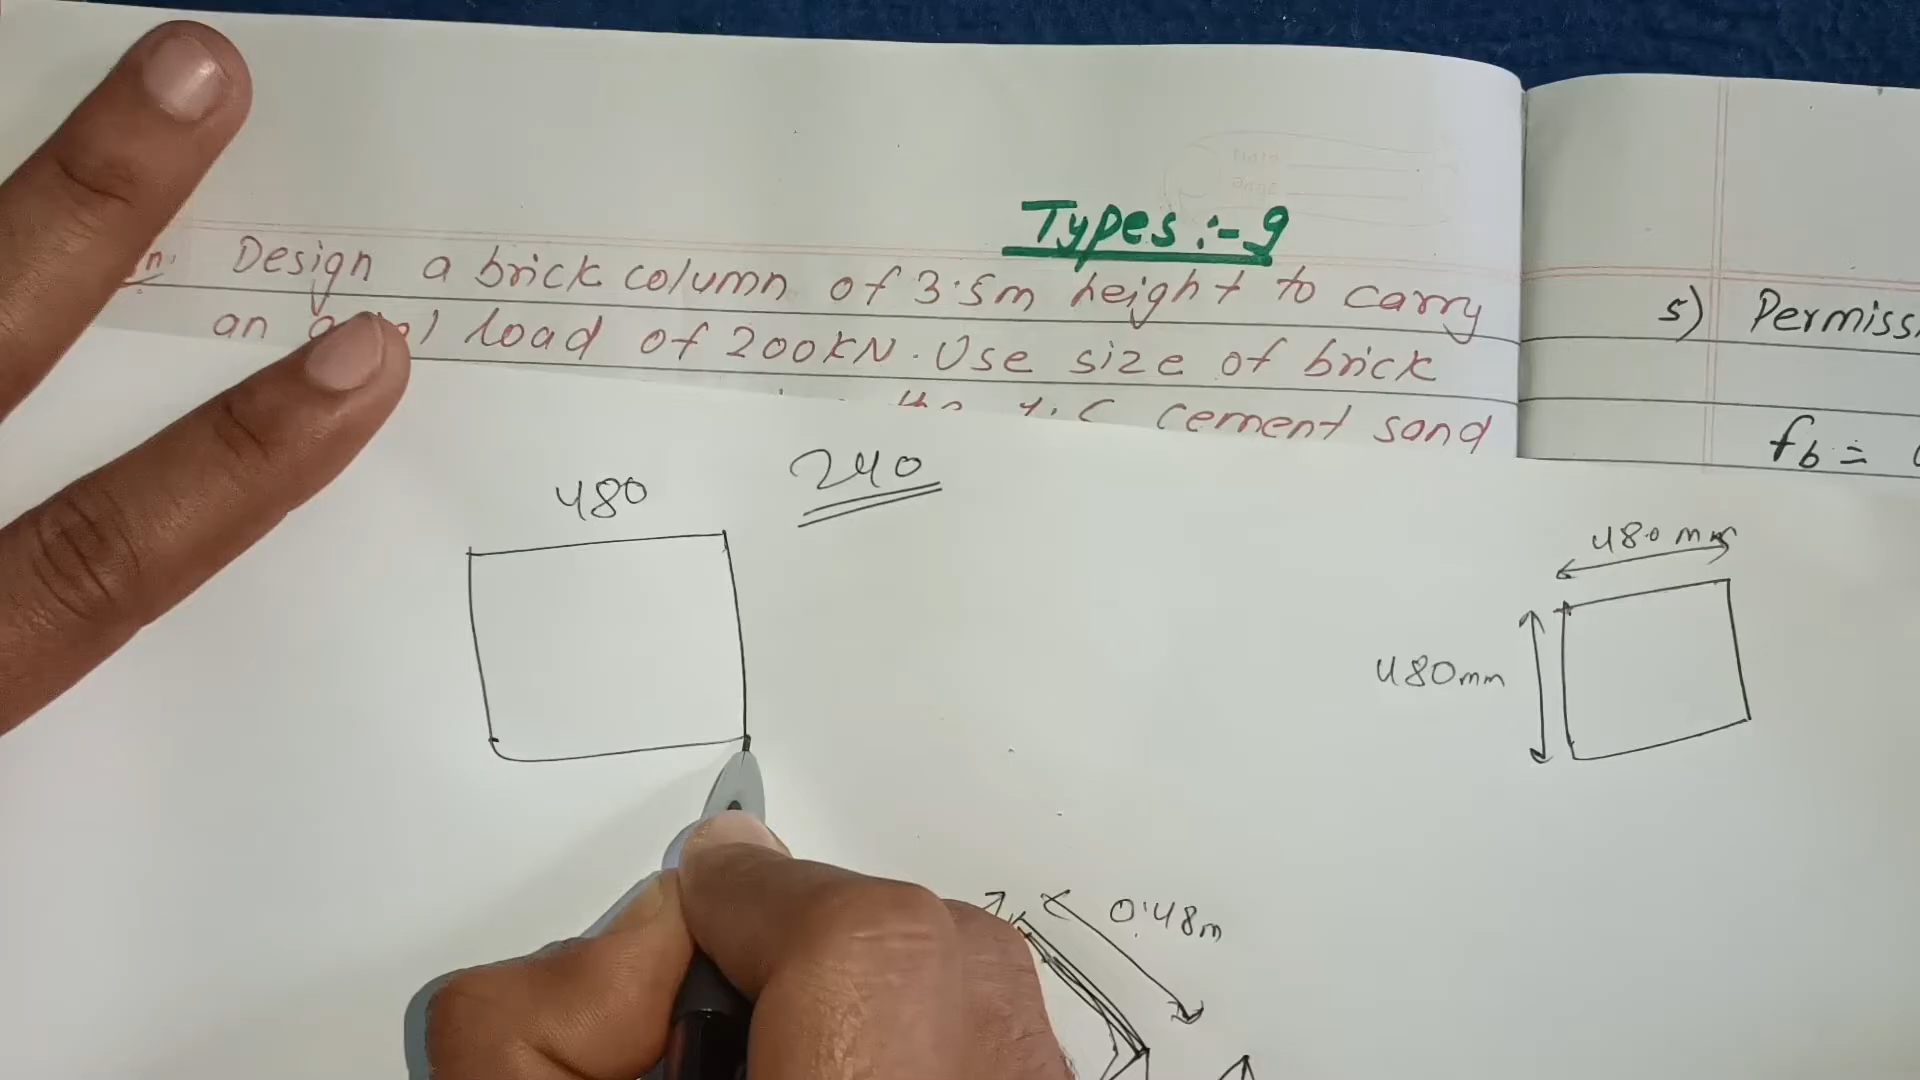 Types :- 9
Design a brick column of 3.5m height to carry
an load of 200kN. Use size of brick
cement sand
5) Permiss
fb =
240
480
480 mm
480mm
0.48m